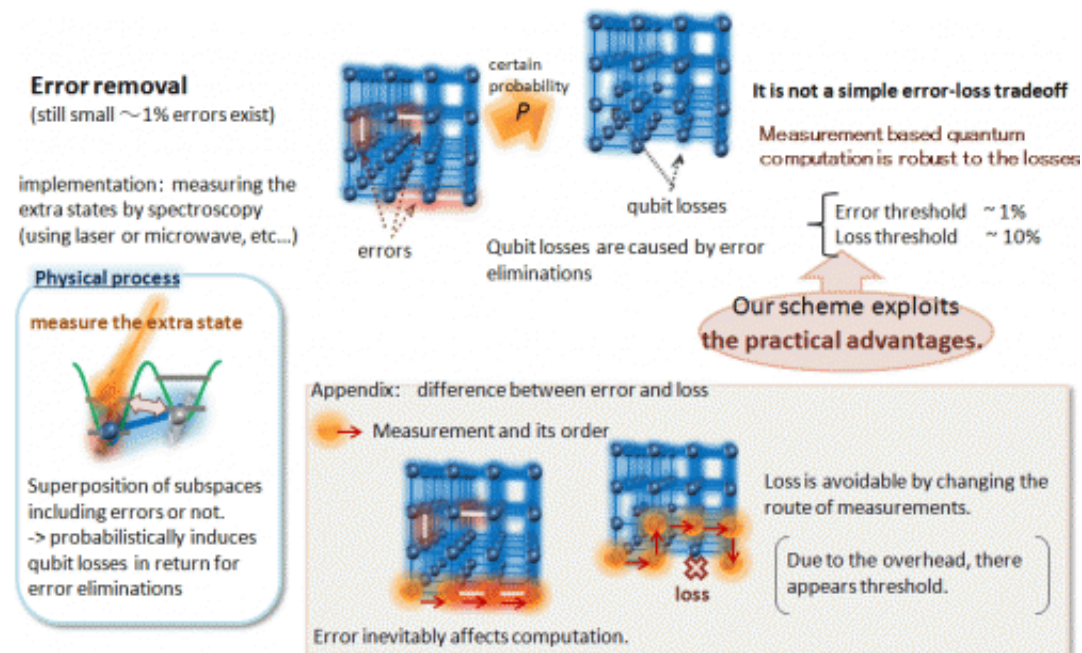 Error removal
(still small ～1% errors exist)
implementation: measuring the
extra states by spectroscopy
(using laser or microwave, etc...)
Physical process
measure the extra state
Superposition of subspaces
including errors or not.
-> probabilistically induces
qubit losses in return for
error eliminations
certain
probability
P
errors
qubit losses
Qubit losses are caused by error
eliminations
It is not a simple error-loss tradeoff
Measurement based quantum
computation is robust to the losses
Error threshold ~ 1%
Loss threshold ~ 10%
Our scheme exploits
the practical advantages.
Appendix: difference between error and loss
Measurement and its order
loss
Loss is avoidable by changing the
route of measurements.
Due to the overhead, there
appears threshold.
Error inevitably affects computation.